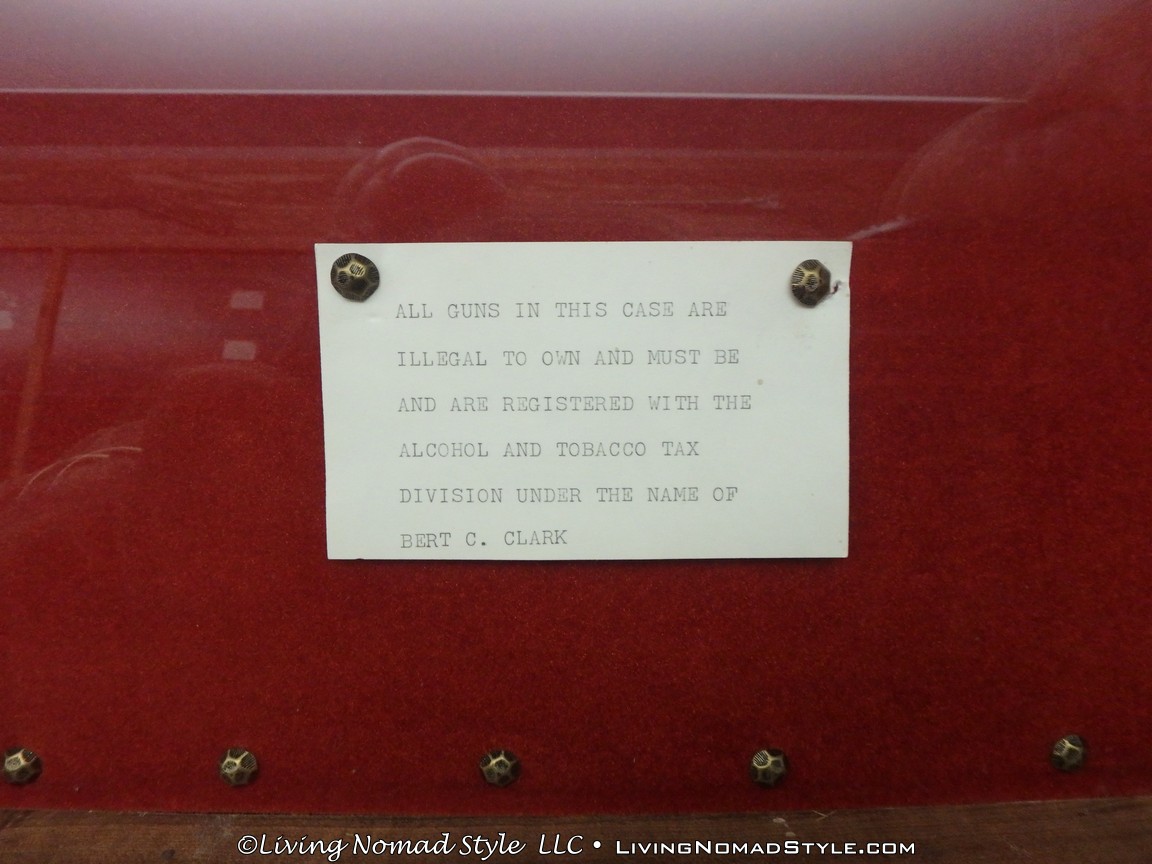 ALL GUNS IN THIS CASE ARE
ILLEGAL TO OWN AND MUST BE
AND ARE REGISTERED WITH THE
ALCOHOL AND TOBACCO TAX
DIVISION UNDER THE NAME OF
BERT C. CLARK
©Living Nomad Style LLC • LivingNomadStyle.com